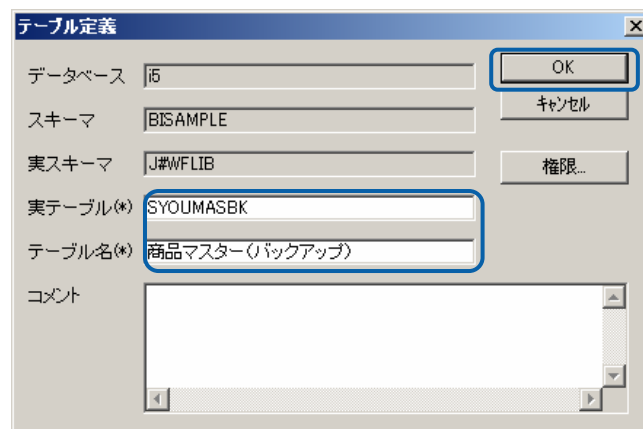 テーブル定義
データベース i5 OK
スキーマ BISAMPLE キャンセル
実スキーマ J#WFLIB 権限...
実テーブル(*) SYOUMASBK
テーブル名(*) 商品マスター(バックアップ)
コメント